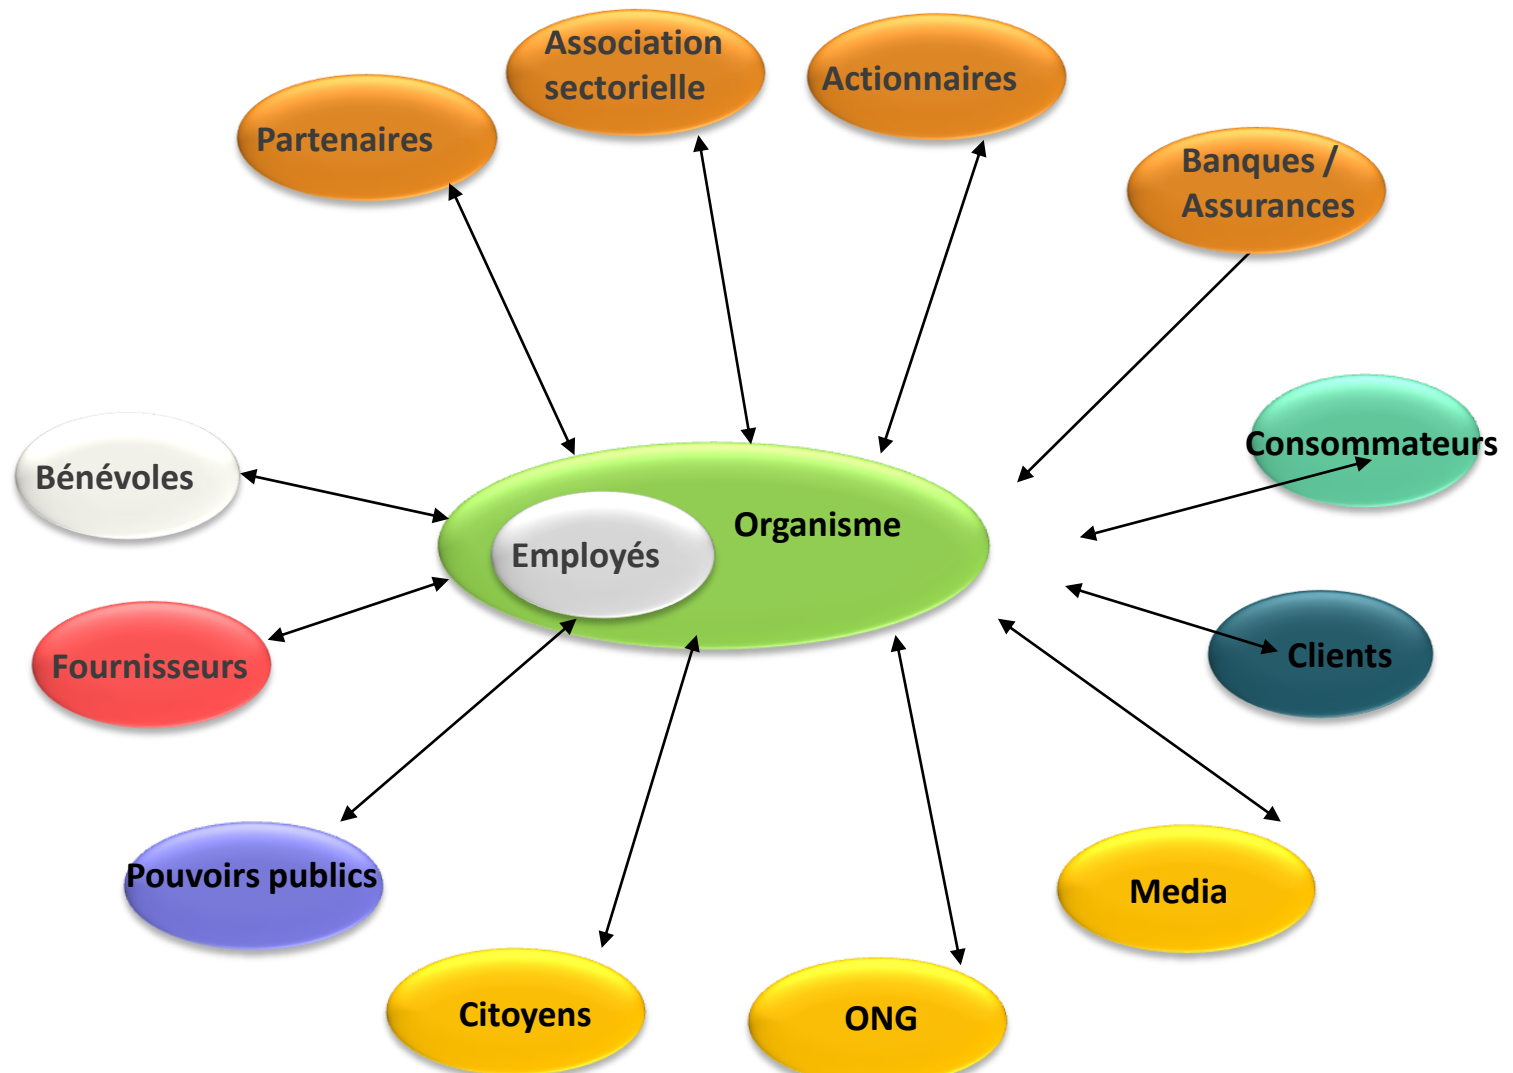 Association
sectorielle
Actionnaires
Partenaires
Banques /
Assurances
Consommateurs
Bénévoles
Organisme
Employés
Fournisseurs
Clients
Pouvoirs publics
Media
Citoyens
ONG